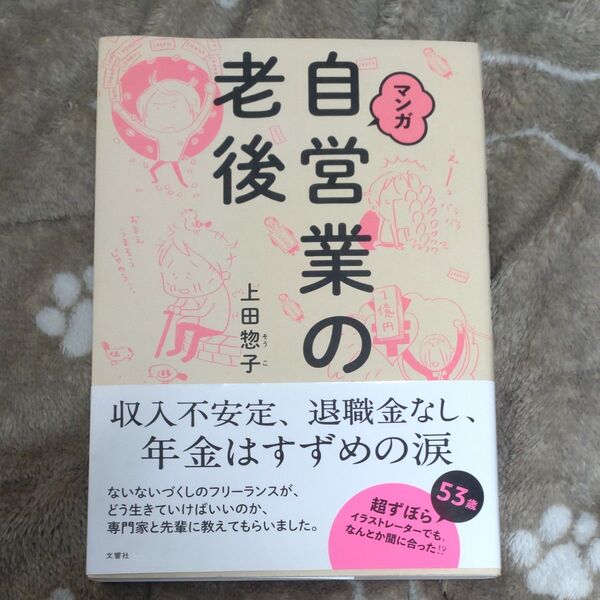 マンガ
自営業の
老後
上田惣子
そうこ
1億円
収入不安定、退職金なし、
年金はすずめの涙
ないないづくしのフリーランスが、
どう生きていけばいいのか、
専門家と先輩に教えてもらいました。
53歳
超ずぼら
イラストレーターでも、
なんとか間に合った!?
文響社